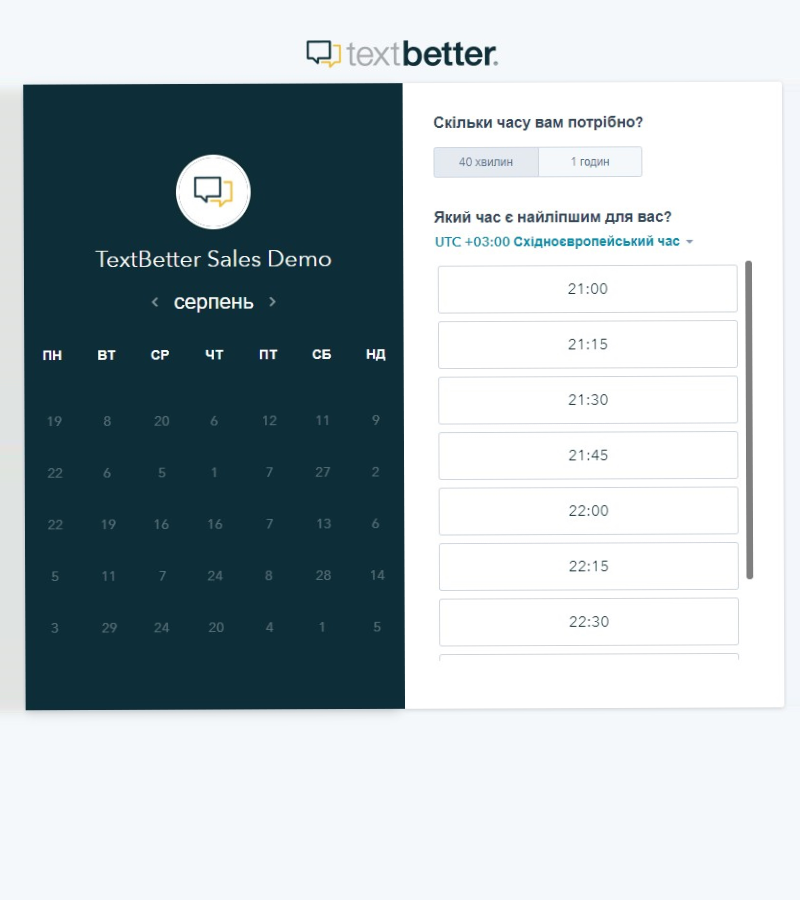 textbetter.
TextBetter Sales Demo
серпень
ПН ВТ СР ЧТ ПТ СБ НД
19 8 20 6 12 11 9
22 6 5 1 7 27 2
22 19 16 16 7 13 6
5 11 7 24 8 28 14
3 29 24 20 4 1 5
Скільки часу вам потрібно?
40 хвилин 1 годин
Який час є найліпшим для вас?
UTC +03:00 Східноєвропейський час
21:00
21:15
21:30
21:45
22:00
22:15
22:30